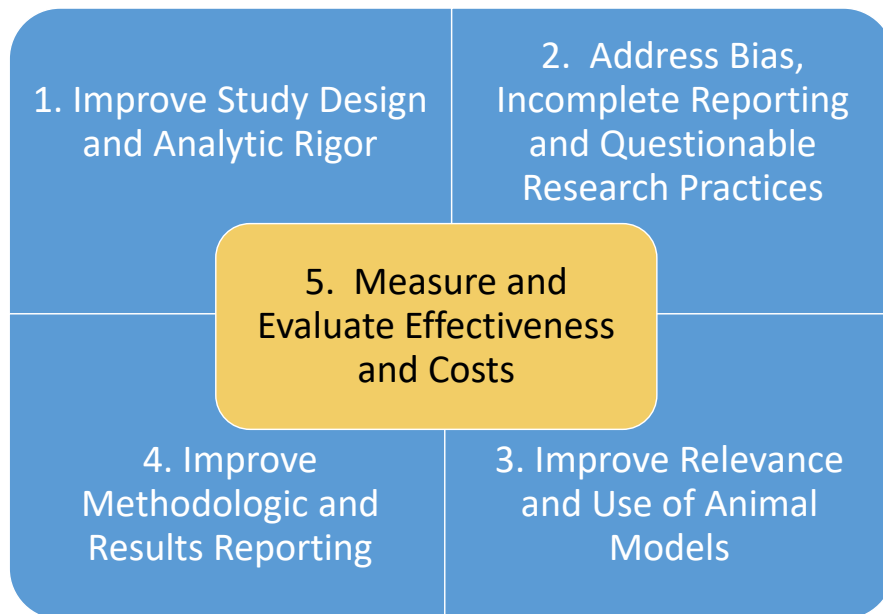 1. Improve Study Design
and Analytic Rigor
2. Address Bias,
Incomplete Reporting
and Questionable
Research Practices
5. Measure and
Evaluate Effectiveness
and Costs
4. Improve
Methodologic and
Results Reporting
3. Improve Relevance
and Use of Animal
Models